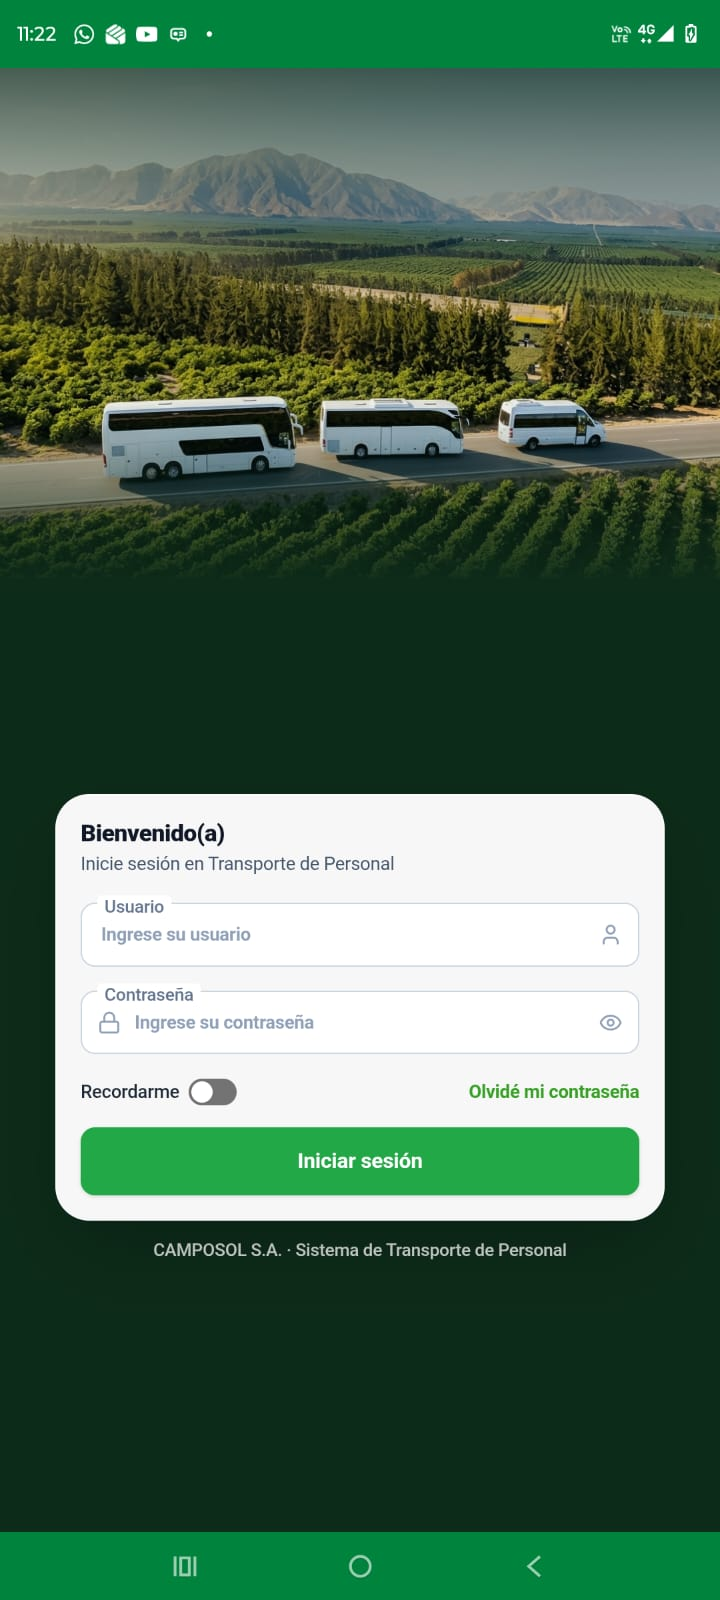 11:22
Vo LTE 4G
Bienvenido(a)
Inicie sesión en Transporte de Personal
Usuario
Ingrese su usuario
Contraseña
Ingrese su contraseña
Recordarme
Olvidé mi contraseña
Iniciar sesión
CAMPOSOL S.A. · Sistema de Transporte de Personal